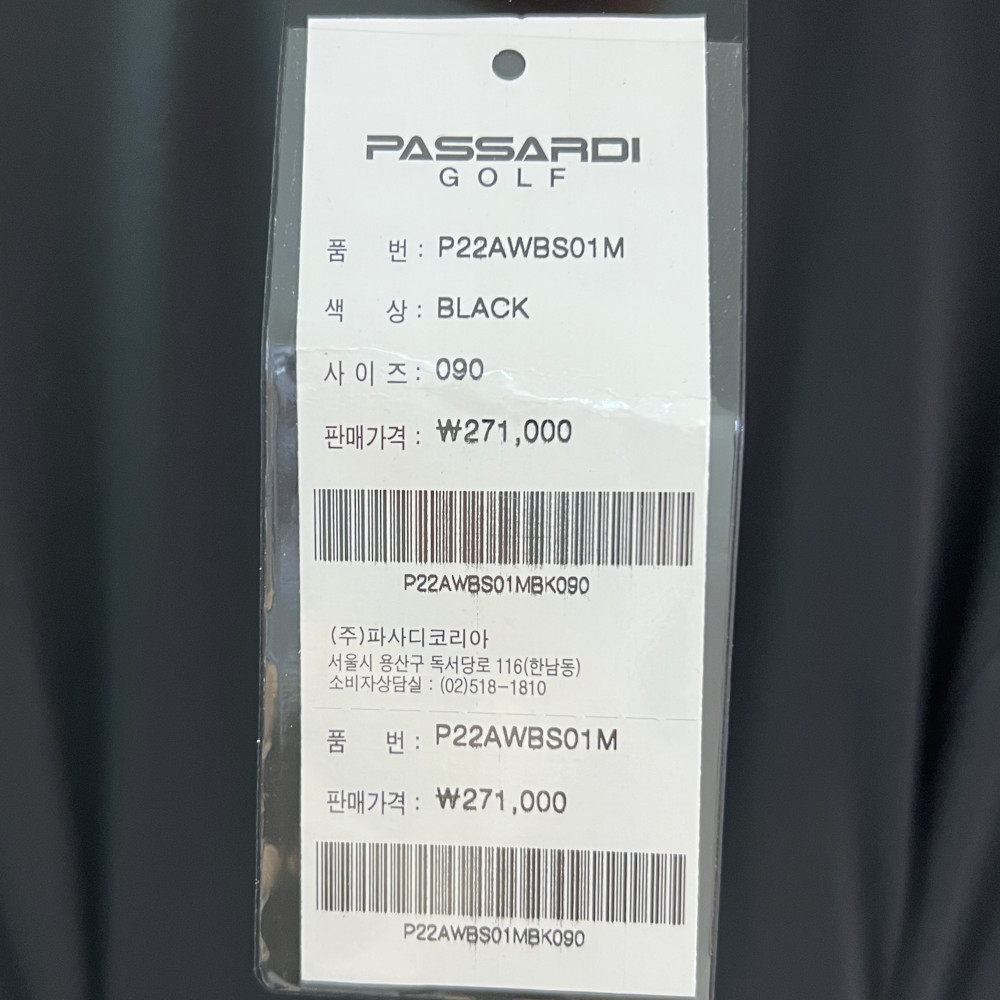 PASSARDI
GOLF
품 번 : P22AWBS01M
색 상 : BLACK
사 이 즈 : 090
판매가격 : ₩271,000
P22AWBS01MBK090
(주)파사디코리아
서울시 용산구 독서당로 116(한남동)
소비자상담실 : (02)518-1810
품 번 : P22AWBS01M
판매가격 : ₩271,000
P22AWBS01MBK090